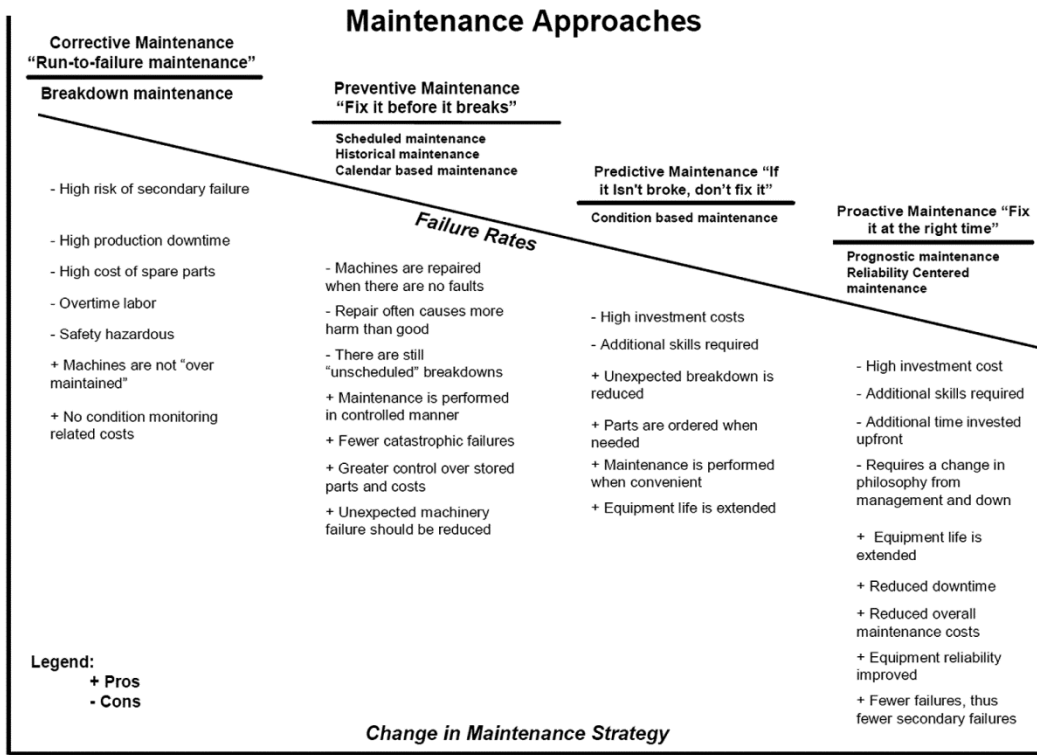 Maintenance Approaches
Corrective Maintenance
“Run-to-failure maintenance”
Breakdown maintenance
- High risk of secondary failure
- High production downtime
- High cost of spare parts
- Overtime labor
- Safety hazardous
+ Machines are not “over
maintained”
+ No condition monitoring
related costs
Preventive Maintenance
“Fix it before it breaks”
Scheduled maintenance
Historical maintenance
Calendar based maintenance
Failure Rates
- Machines are repaired
when there are no faults
- Repair often causes more
harm than good
- There are still
“unscheduled” breakdowns
+ Maintenance is performed
in controlled manner
+ Fewer catastrophic failures
+ Greater control over stored
parts and costs
+ Unexpected machinery
failure should be reduced
Predictive Maintenance “If
it Isn't broke, don’t fix it”
Condition based maintenance
- High investment costs
- Additional skills required
+ Unexpected breakdown is
reduced
+ Parts are ordered when
needed
+ Maintenance is performed
when convenient
+ Equipment life is extended
Proactive Maintenance “Fix
it at the right time”
Prognostic maintenance
Reliability Centered
maintenance
- High investment cost
- Additional skills required
- Additional time invested
upfront
- Requires a change in
philosophy from
management and down
+ Equipment life is
extended
+ Reduced downtime
+ Reduced overall
maintenance costs
+ Equipment reliability
improved
+ Fewer failures, thus
fewer secondary failures
Legend:
+ Pros
- Cons
Change in Maintenance Strategy